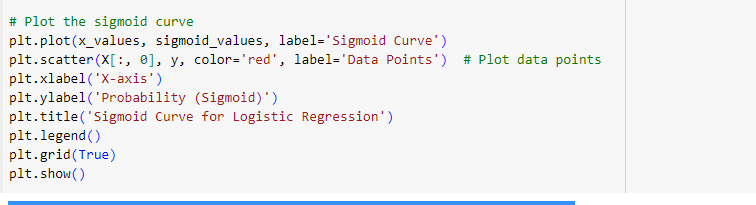 # Plot the sigmoid curve
plt.plot(x_values, sigmoid_values, label='Sigmoid Curve')
plt.scatter(X[:, 0], y, color='red', label='Data Points')  # Plot data points
plt.xlabel('X-axis')
plt.ylabel('Probability (Sigmoid)')
plt.title('Sigmoid Curve for Logistic Regression')
plt.legend()
plt.grid(True)
plt.show()